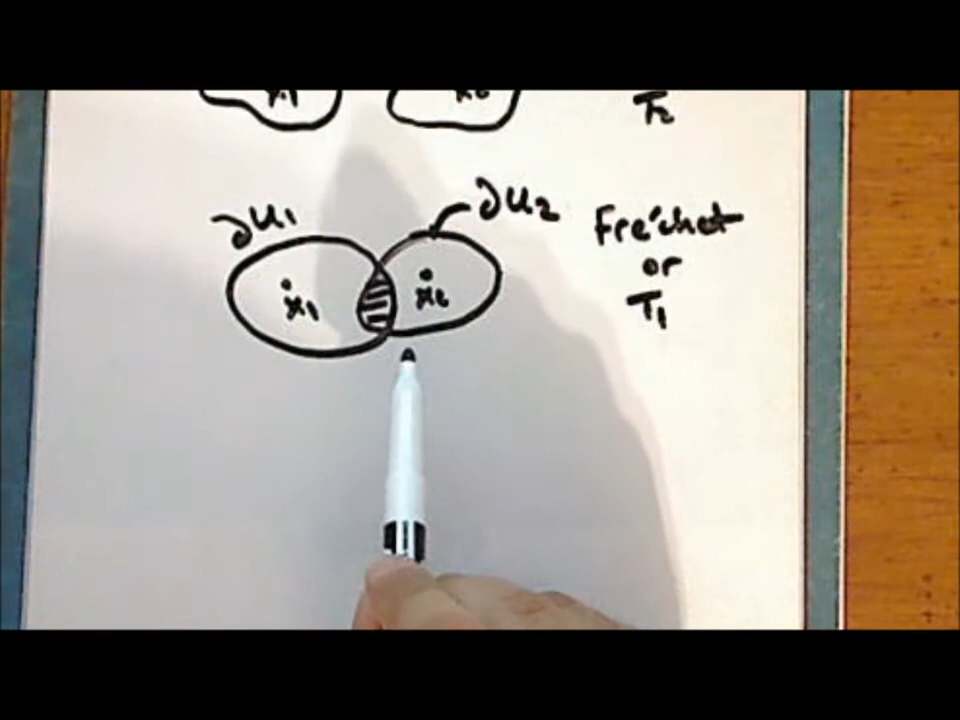 T₂
∂U₁
∂U₂
Fréchet
or
T₁
x₁
x₂